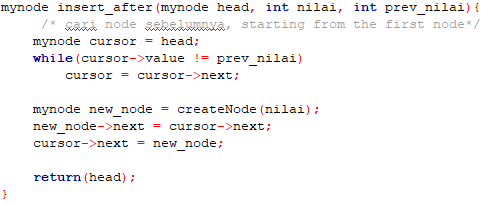 mynode insert_after(mynode head, int nilai, int prev_nilai){
/* cari node sebelumnya, starting from the first node*/
mynode cursor = head;
while(cursor->value != prev_nilai)
cursor = cursor->next;
mynode new_node = createNode(nilai);
new_node->next = cursor->next;
cursor->next = new_node;
return(head);
}